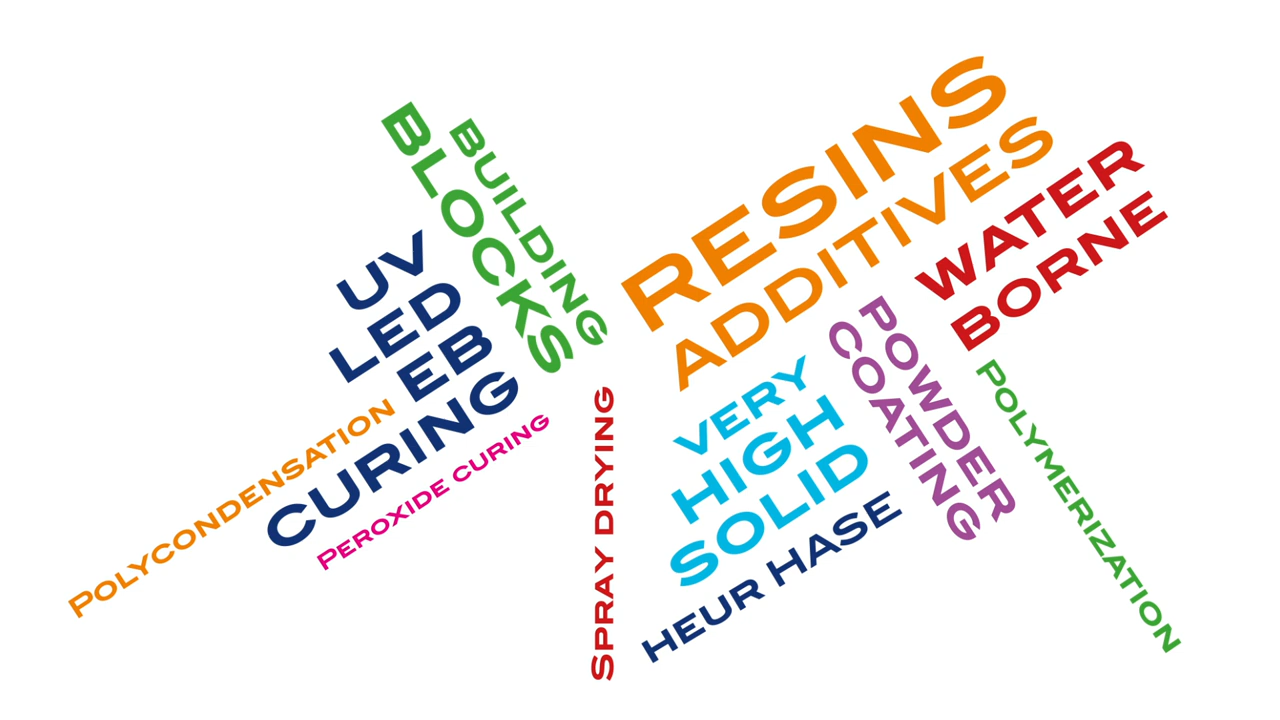 BUILDING
BLOCKS
RESINS
ADDITIVES
WATER
BORNE
UV
LED
EB
CURING
POLYCONDENSATION
PEROXIDE CURING
SPRAY DRYING
VERY
HIGH
SOLID
HEUR HASE
POWDER
COATING
POLYMERIZATION